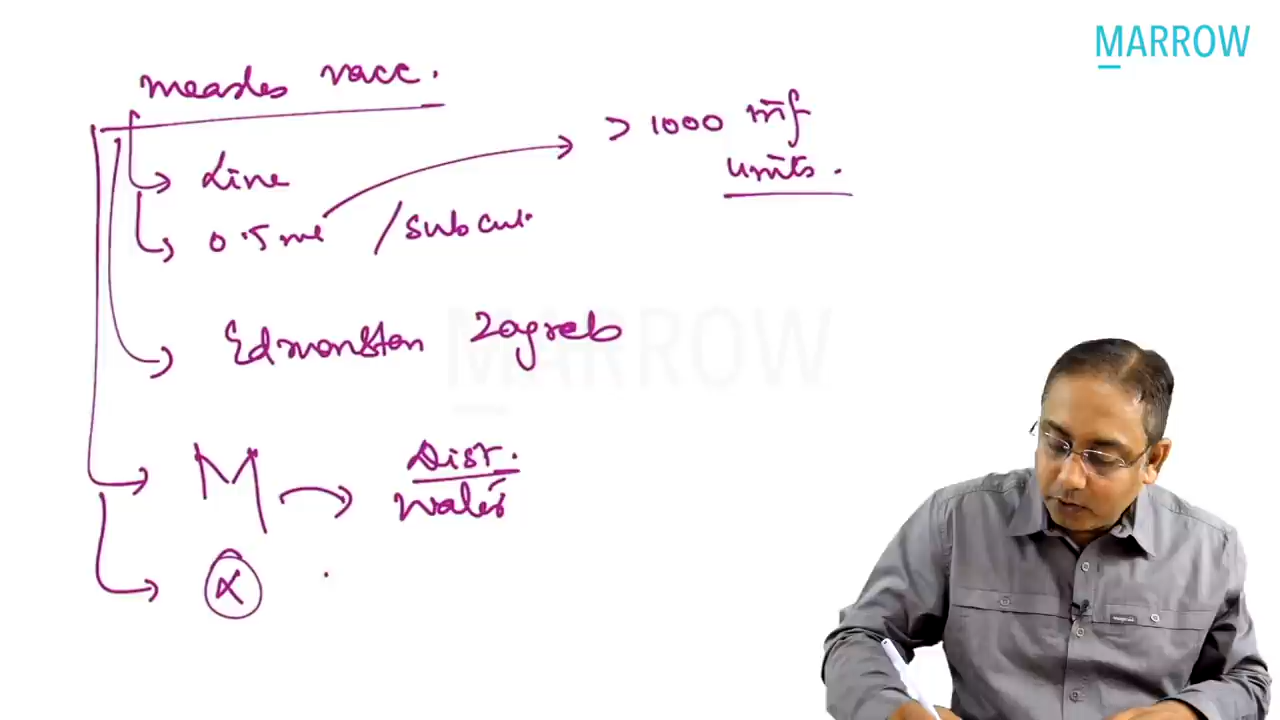 MARROW
measles vacc.
> 1000 inf
units.
Live
0.5 ml / subcut
Edmonston Zagreb
M
Dist.
Water